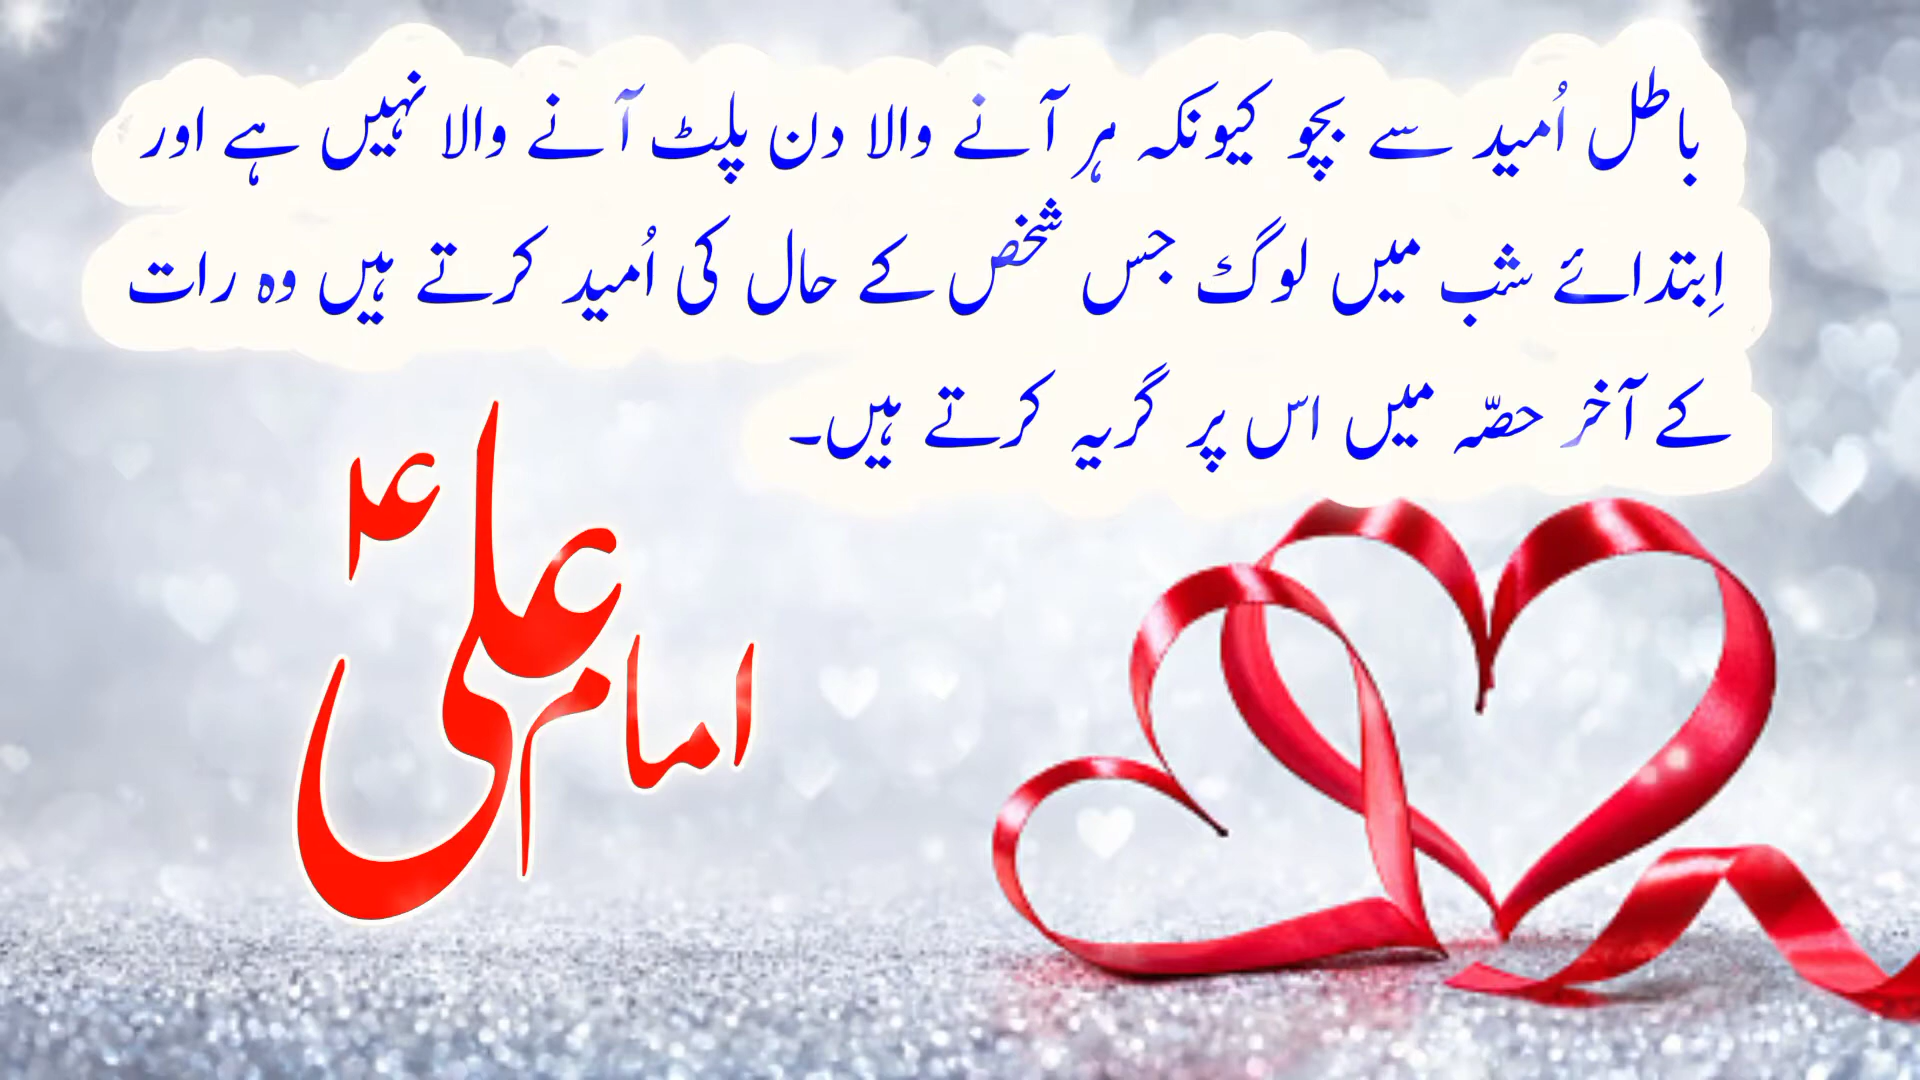 باطل اُمید سے بچو کیونکہ ہر آنے والا دن پلٹ آنے والا نہیں ہے اور
اِبتدائے شب میں لوگ جس شخص کے حال کی اُمید کرتے ہیں وہ رات
کے آخر حصّہ میں اس پر گریہ کرتے ہیں۔
امام علیؑ